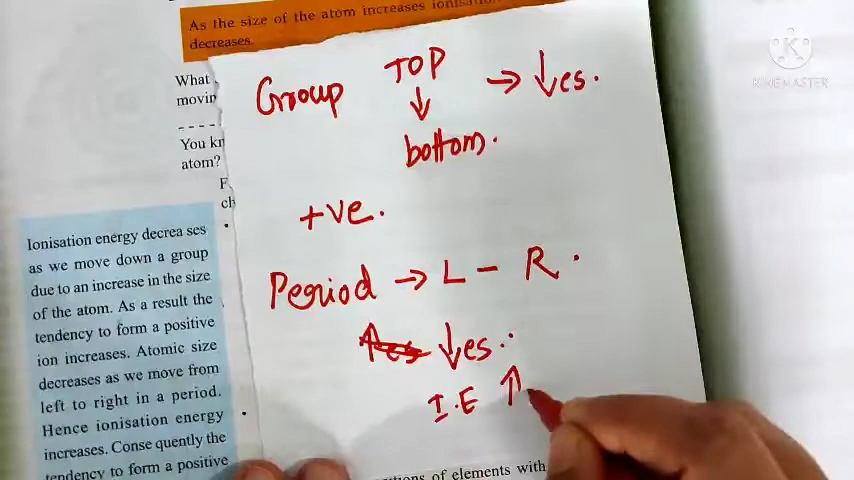 As the size of the atom increases ionisa
decreases.
What
movin
You kn
atom?
F
ch
Group TOP → ↓es.
↓
bottom.
+ve.
Period → L - R.
↓es.
I.E ↑
Ionisation energy decrea ses
as we move down a group
due to an increase in the size
of the atom. As a result the
tendency to form a positive
ion increases. Atomic size
decreases as we move from
left to right in a period.
Hence ionisation energy
increases. Conse quently the
tendency to form a positive
utions of elements with
KINEMASTER